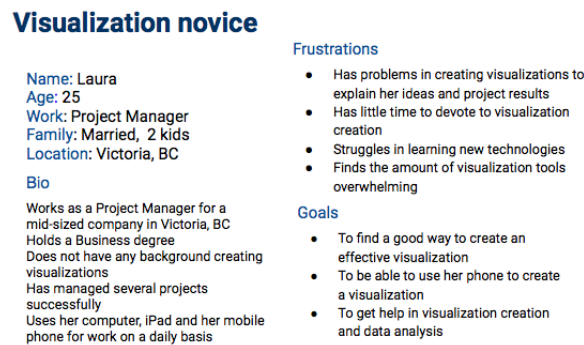 Visualization novice
Name: Laura
Age: 25
Work: Project Manager
Family: Married, 2 kids
Location: Victoria, BC
Bio
Works as a Project Manager for a
mid-sized company in Victoria, BC
Holds a Business degree
Does not have any background creating
visualizations
Has managed several projects
successfully
Uses her computer, iPad and her mobile
phone for work on a daily basis
Frustrations
● Has problems in creating visualizations to
explain her ideas and project results
● Has little time to devote to visualization
creation
● Struggles in learning new technologies
● Finds the amount of visualization tools
overwhelming
Goals
● To find a good way to create an
effective visualization
● To be able to use her phone to create
a visualization
● To get help in visualization creation
and data analysis